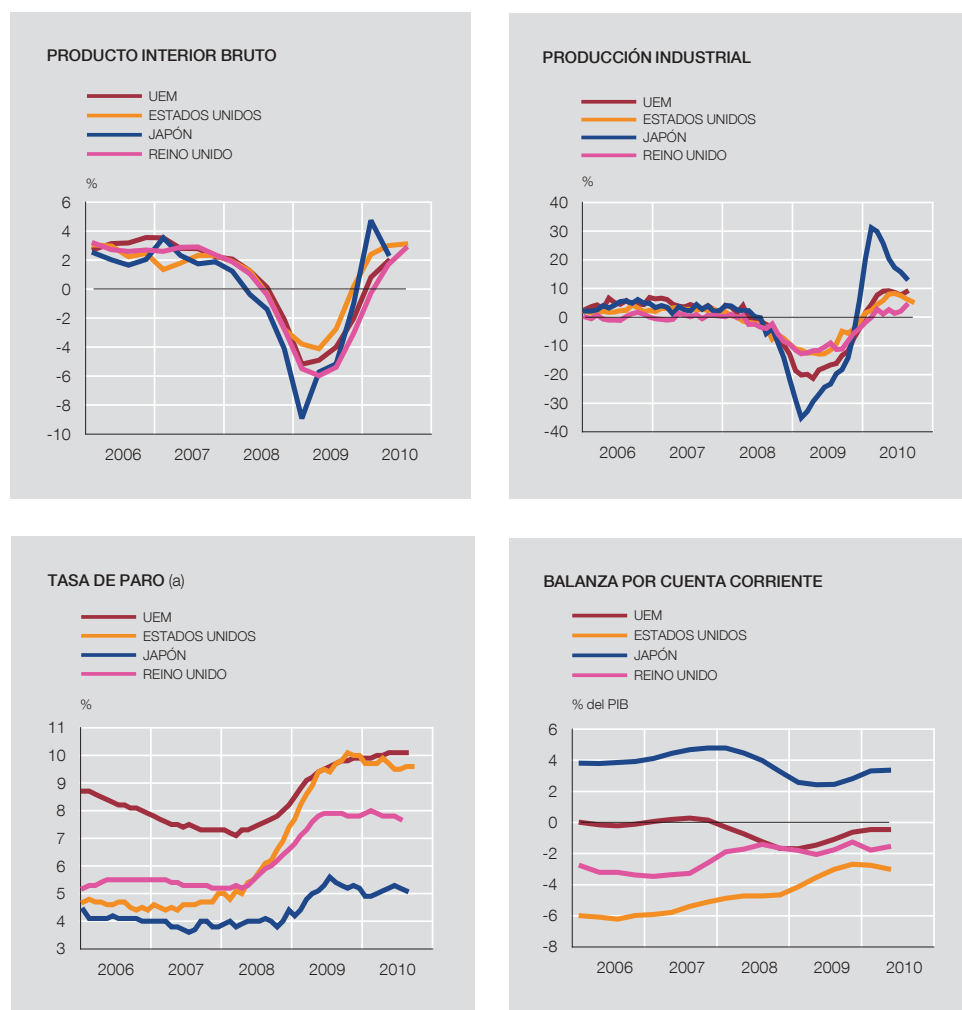 PRODUCTO INTERIOR BRUTO
UEM
ESTADOS UNIDOS
JAPÓN
REINO UNIDO
%
6
4
2
0
-2
-4
-6
-8
-10
2006 2007 2008 2009 2010
PRODUCCIÓN INDUSTRIAL
UEM
ESTADOS UNIDOS
JAPÓN
REINO UNIDO
%
40
30
20
10
0
-10
-20
-30
-40
2006 2007 2008 2009 2010
TASA DE PARO (a)
UEM
ESTADOS UNIDOS
JAPÓN
REINO UNIDO
%
11
10
9
8
7
6
5
4
3
2006 2007 2008 2009 2010
BALANZA POR CUENTA CORRIENTE
UEM
ESTADOS UNIDOS
JAPÓN
REINO UNIDO
% del PIB
6
4
2
0
-2
-4
-6
-8
2006 2007 2008 2009 2010